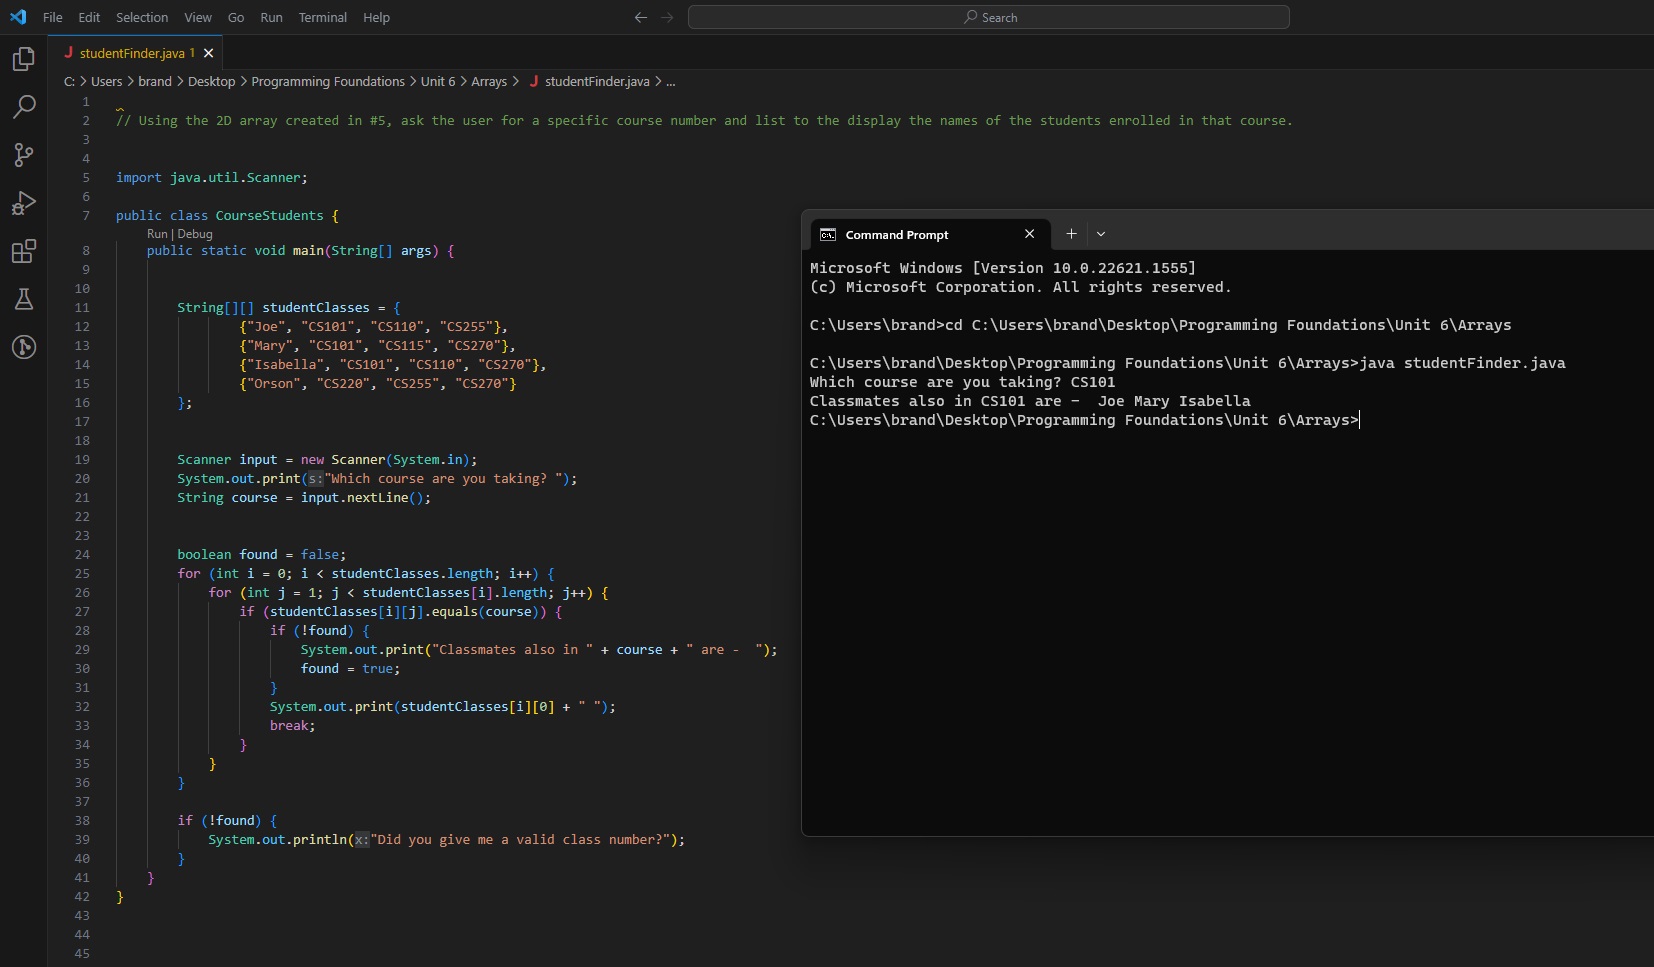 File Edit Selection View Go Run Terminal Help
Search
J studentFinder.java 1
C: > Users > brand > Desktop > Programming Foundations > Unit 6 > Arrays > J studentFinder.java > ...
1
2 // Using the 2D array created in #5, ask the user for a specific course number and list to the display the names of the students enrolled in that course.
3
4
5 import java.util.Scanner;
6
7 public class CourseStudents {
Run | Debug
8 public static void main(String[] args) {
9
10
11 String[][] studentClasses = {
12 {"Joe", "CS101", "CS110", "CS255"},
13 {"Mary", "CS101", "CS115", "CS270"},
14 {"Isabella", "CS101", "CS110", "CS270"},
15 {"Orson", "CS220", "CS255", "CS270"}
16 };
17
18
19 Scanner input = new Scanner(System.in);
20 System.out.print(s:"Which course are you taking? ");
21 String course = input.nextLine();
22
23
24 boolean found = false;
25 for (int i = 0; i < studentClasses.length; i++) {
26 for (int j = 1; j < studentClasses[i].length; j++) {
27 if (studentClasses[i][j].equals(course)) {
28 if (!found) {
29 System.out.print("Classmates also in " + course + " are -  ");
30 found = true;
31 }
32 System.out.print(studentClasses[i][0] + " ");
33 break;
34 }
35 }
36 }
37
38 if (!found) {
39 System.out.println(x:"Did you give me a valid class number?");
40 }
41 }
42 }
43
44
45
Command Prompt
Microsoft Windows [Version 10.0.22621.1555]
(c) Microsoft Corporation. All rights reserved.
C:\Users\brand>cd C:\Users\brand\Desktop\Programming Foundations\Unit 6\Arrays
C:\Users\brand\Desktop\Programming Foundations\Unit 6\Arrays>java studentFinder.java
Which course are you taking? CS101
Classmates also in CS101 are -  Joe Mary Isabella
C:\Users\brand\Desktop\Programming Foundations\Unit 6\Arrays>